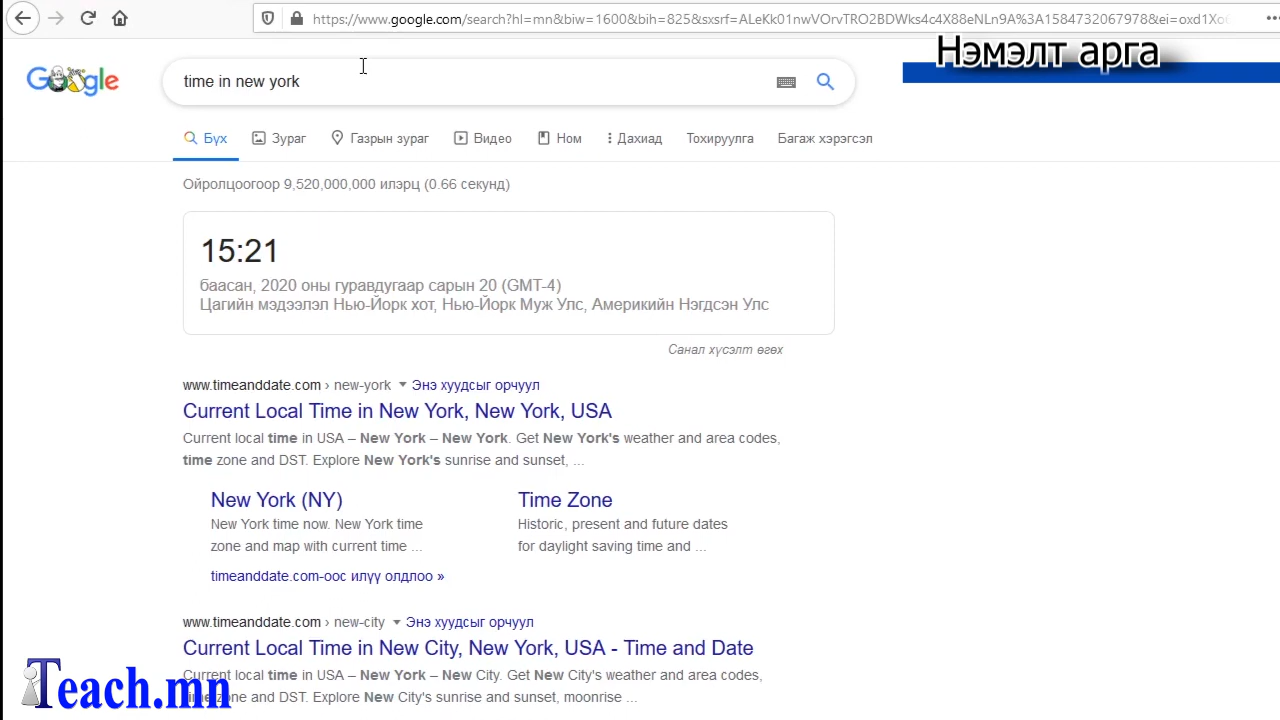 https://www.google.com/search?hl=mn&biw=1600&bih=825&sxsrf=ALeKk01nwVOrvTRO2BDWks4c4X88eNLn9A%3A1584732067978&ei=oxd1Xo
Нэмэлт арга
Google
time in new york
Бүх Зураг Газрын зураг Видео Ном Дахиад Тохируулга Багаж хэрэгсэл
Ойролцоогоор 9,520,000,000 илэрц (0.66 секунд)
15:21
баасан, 2020 оны гуравдугаар сарын 20 (GMT-4)
Цагийн мэдээлэл Нью-Йорк хот, Нью-Йорк Муж Улс, Америкийн Нэгдсэн Улс
Санал хүсэлт өгөх
www.timeanddate.com › new-york Энэ хуудсыг орчуул
Current Local Time in New York, New York, USA
Current local time in USA – New York – New York. Get New York's weather and area codes,
time zone and DST. Explore New York's sunrise and sunset, ...
New York (NY)
New York time now. New York time
zone and map with current time ...
Time Zone
Historic, present and future dates
for daylight saving time and ...
timeanddate.com-оос илүү олдлоо »
www.timeanddate.com › new-city Энэ хуудсыг орчуул
Current Local Time in New City, New York, USA - Time and Date
Current local time in USA – New York – New City. Get New City's weather and area codes,
time zone and DST. Explore New City's sunrise and sunset, moonrise ...
Teach.mn